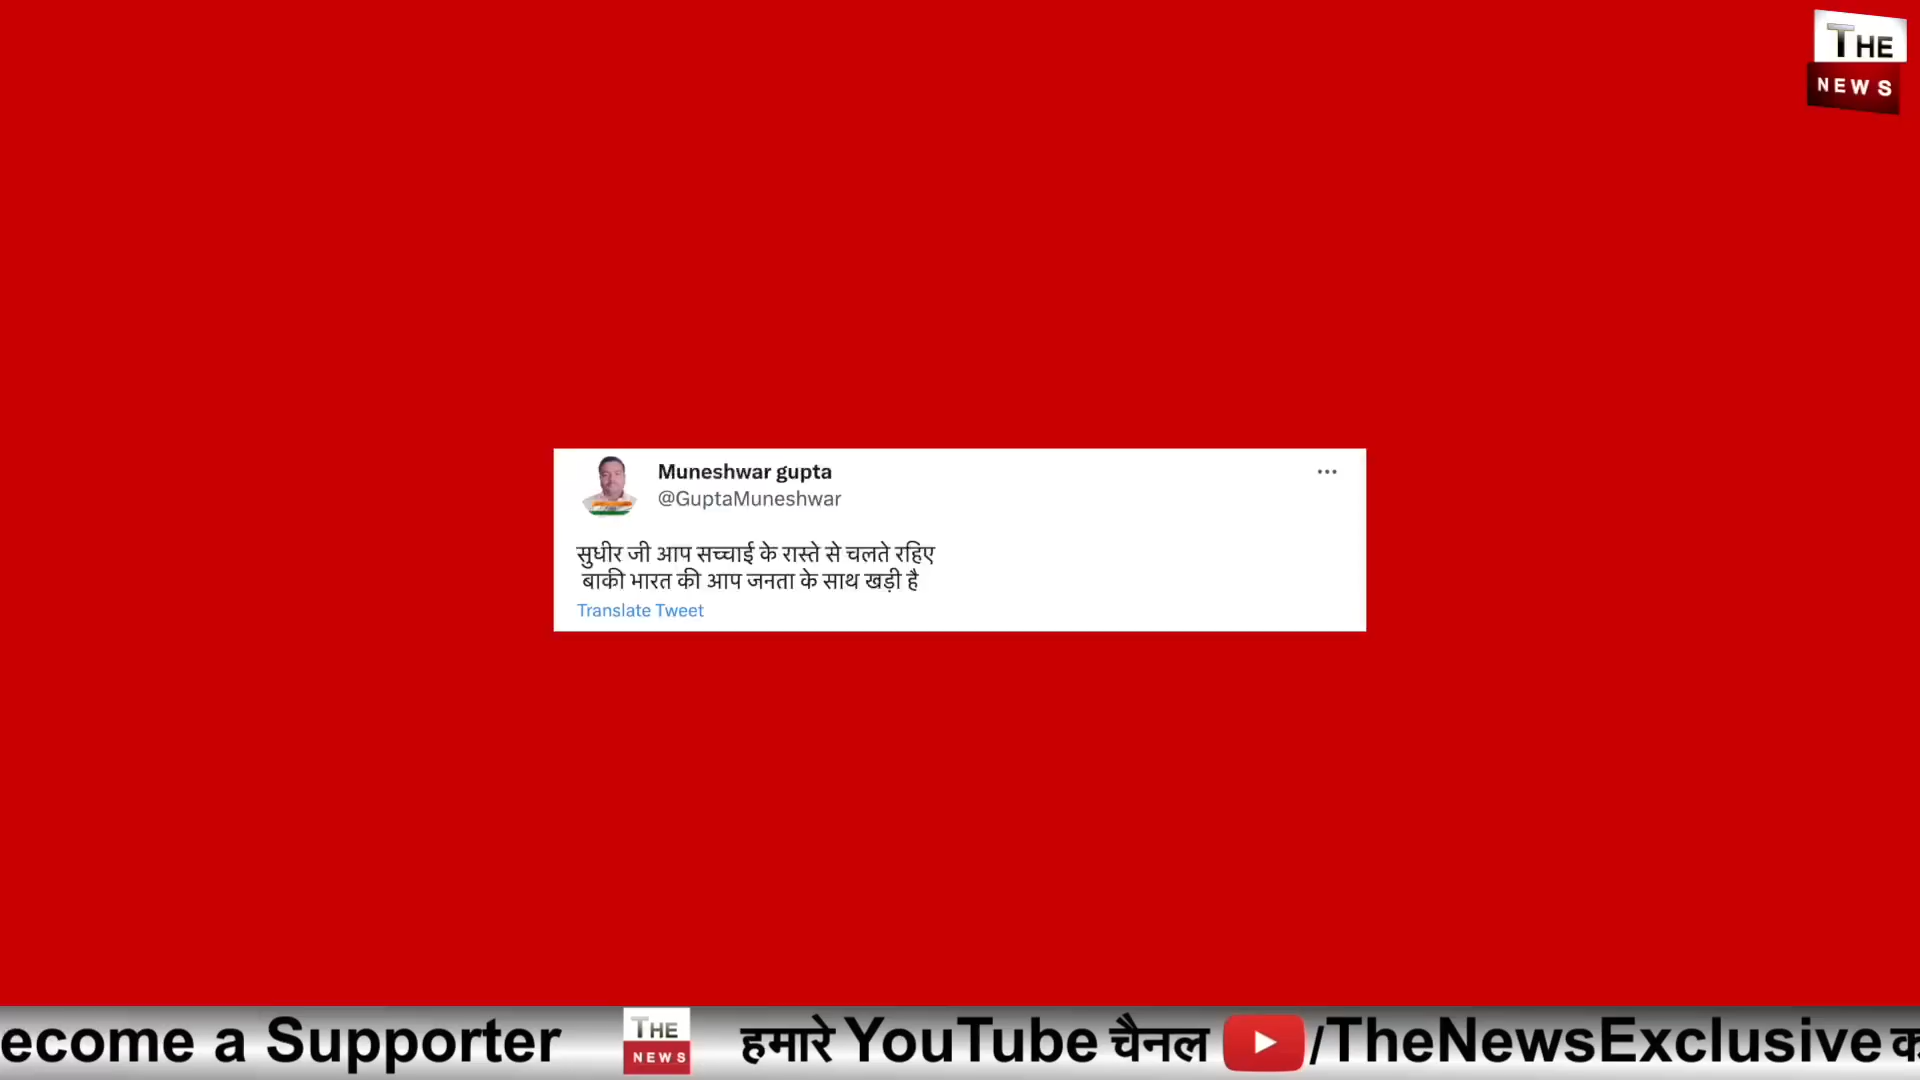 THE
NEWS
Muneshwar gupta
@GuptaMuneshwar
सुधीर जी आप सच्चाई के रास्ते से चलते रहिए
बाकी भारत की आप जनता के साथ खड़ी है
Translate Tweet
ecome a Supporter THE NEWS हमारे YouTube चैनल /TheNewsExclusive